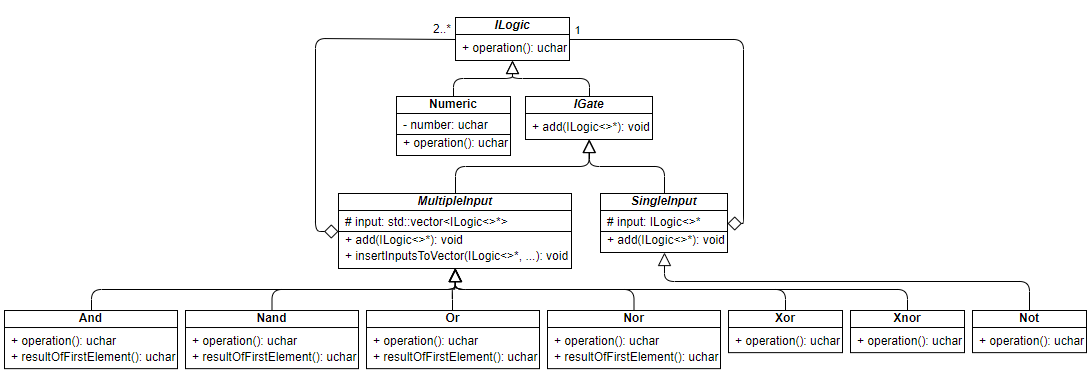 ILogic
2..*
1
+ operation(): uchar
Numeric
- number: uchar
+ operation(): uchar
IGate
+ add(ILogic<>*): void
MultipleInput
# input: std::vector<ILogic<>*>
+ add(ILogic<>*): void
+ insertInputsToVector(ILogic<>*, ...): void
SingleInput
# input: ILogic<>*
+ add(ILogic<>*): void
And
+ operation(): uchar
+ resultOfFirstElement(): uchar
Nand
+ operation(): uchar
+ resultOfFirstElement(): uchar
Or
+ operation(): uchar
+ resultOfFirstElement(): uchar
Nor
+ operation(): uchar
+ resultOfFirstElement(): uchar
Xor
+ operation(): uchar
Xnor
+ operation(): uchar
Not
+ operation(): uchar